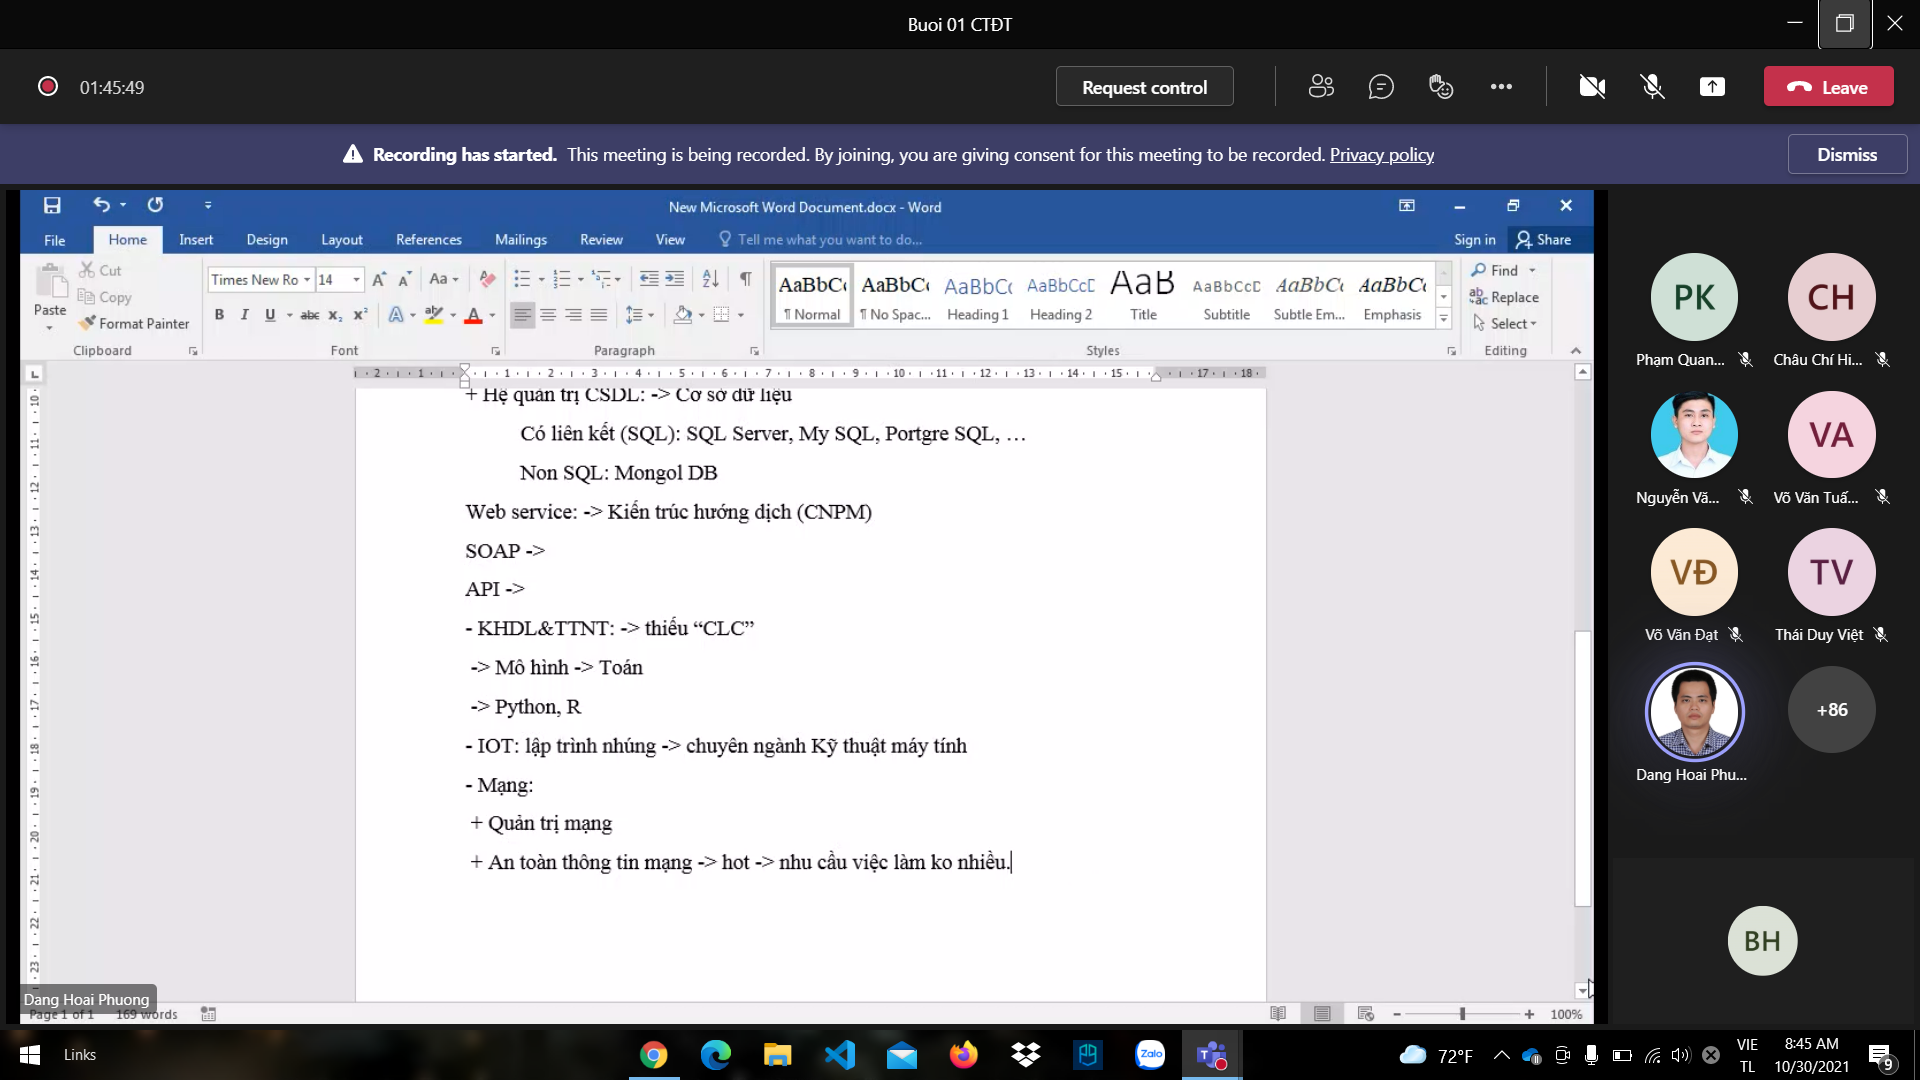 Buoi 01 CTĐT
01:45:49
Request control
Leave
Recording has started. This meeting is being recorded. By joining, you are giving consent for this meeting to be recorded. Privacy policy
Dismiss
New Microsoft Word Document.docx - Word
File Home Insert Design Layout References Mailings Review View Tell me what you want to do... Sign in Share
Paste
Cut
Copy
Format Painter
Clipboard
Times New Ro 14
Font
Paragraph
AaBbCc ¶ Normal
AaBbCc ¶ No Spac...
AaBbCc Heading 1
AaBbCcD Heading 2
AaB Title
AaBbCcD Subtitle
AaBbCc Subtle Em...
AaBbCc Emphasis
Styles
Find
Replace
Select
Editing
+ Hệ quản trị CSDL: -> Cơ sở dữ liệu
Có liên kết (SQL): SQL Server, My SQL, Portgre SQL, …
Non SQL: Mongol DB
Web service: -> Kiến trúc hướng dịch (CNPM)
SOAP ->
API ->
- KHDL&TTNT: -> thiếu “CLC”
-> Mô hình -> Toán
-> Python, R
- IOT: lập trình nhúng -> chuyên ngành Kỹ thuật máy tính
- Mạng:
+ Quản trị mạng
+ An toàn thông tin mạng -> hot -> nhu cầu việc làm ko nhiều.
Dang Hoai Phuong
Page 1 of 1 169 words
100%
PK
Phạm Quan...
CH
Châu Chí Hi...
Nguyễn Vă...
VA
Võ Văn Tuấ...
VĐ
Võ Văn Đạt
TV
Thái Duy Việt
Dang Hoai Phu...
+86
BH
Links
Zalo
72°F
VIE
TL
8:45 AM
10/30/2021
9